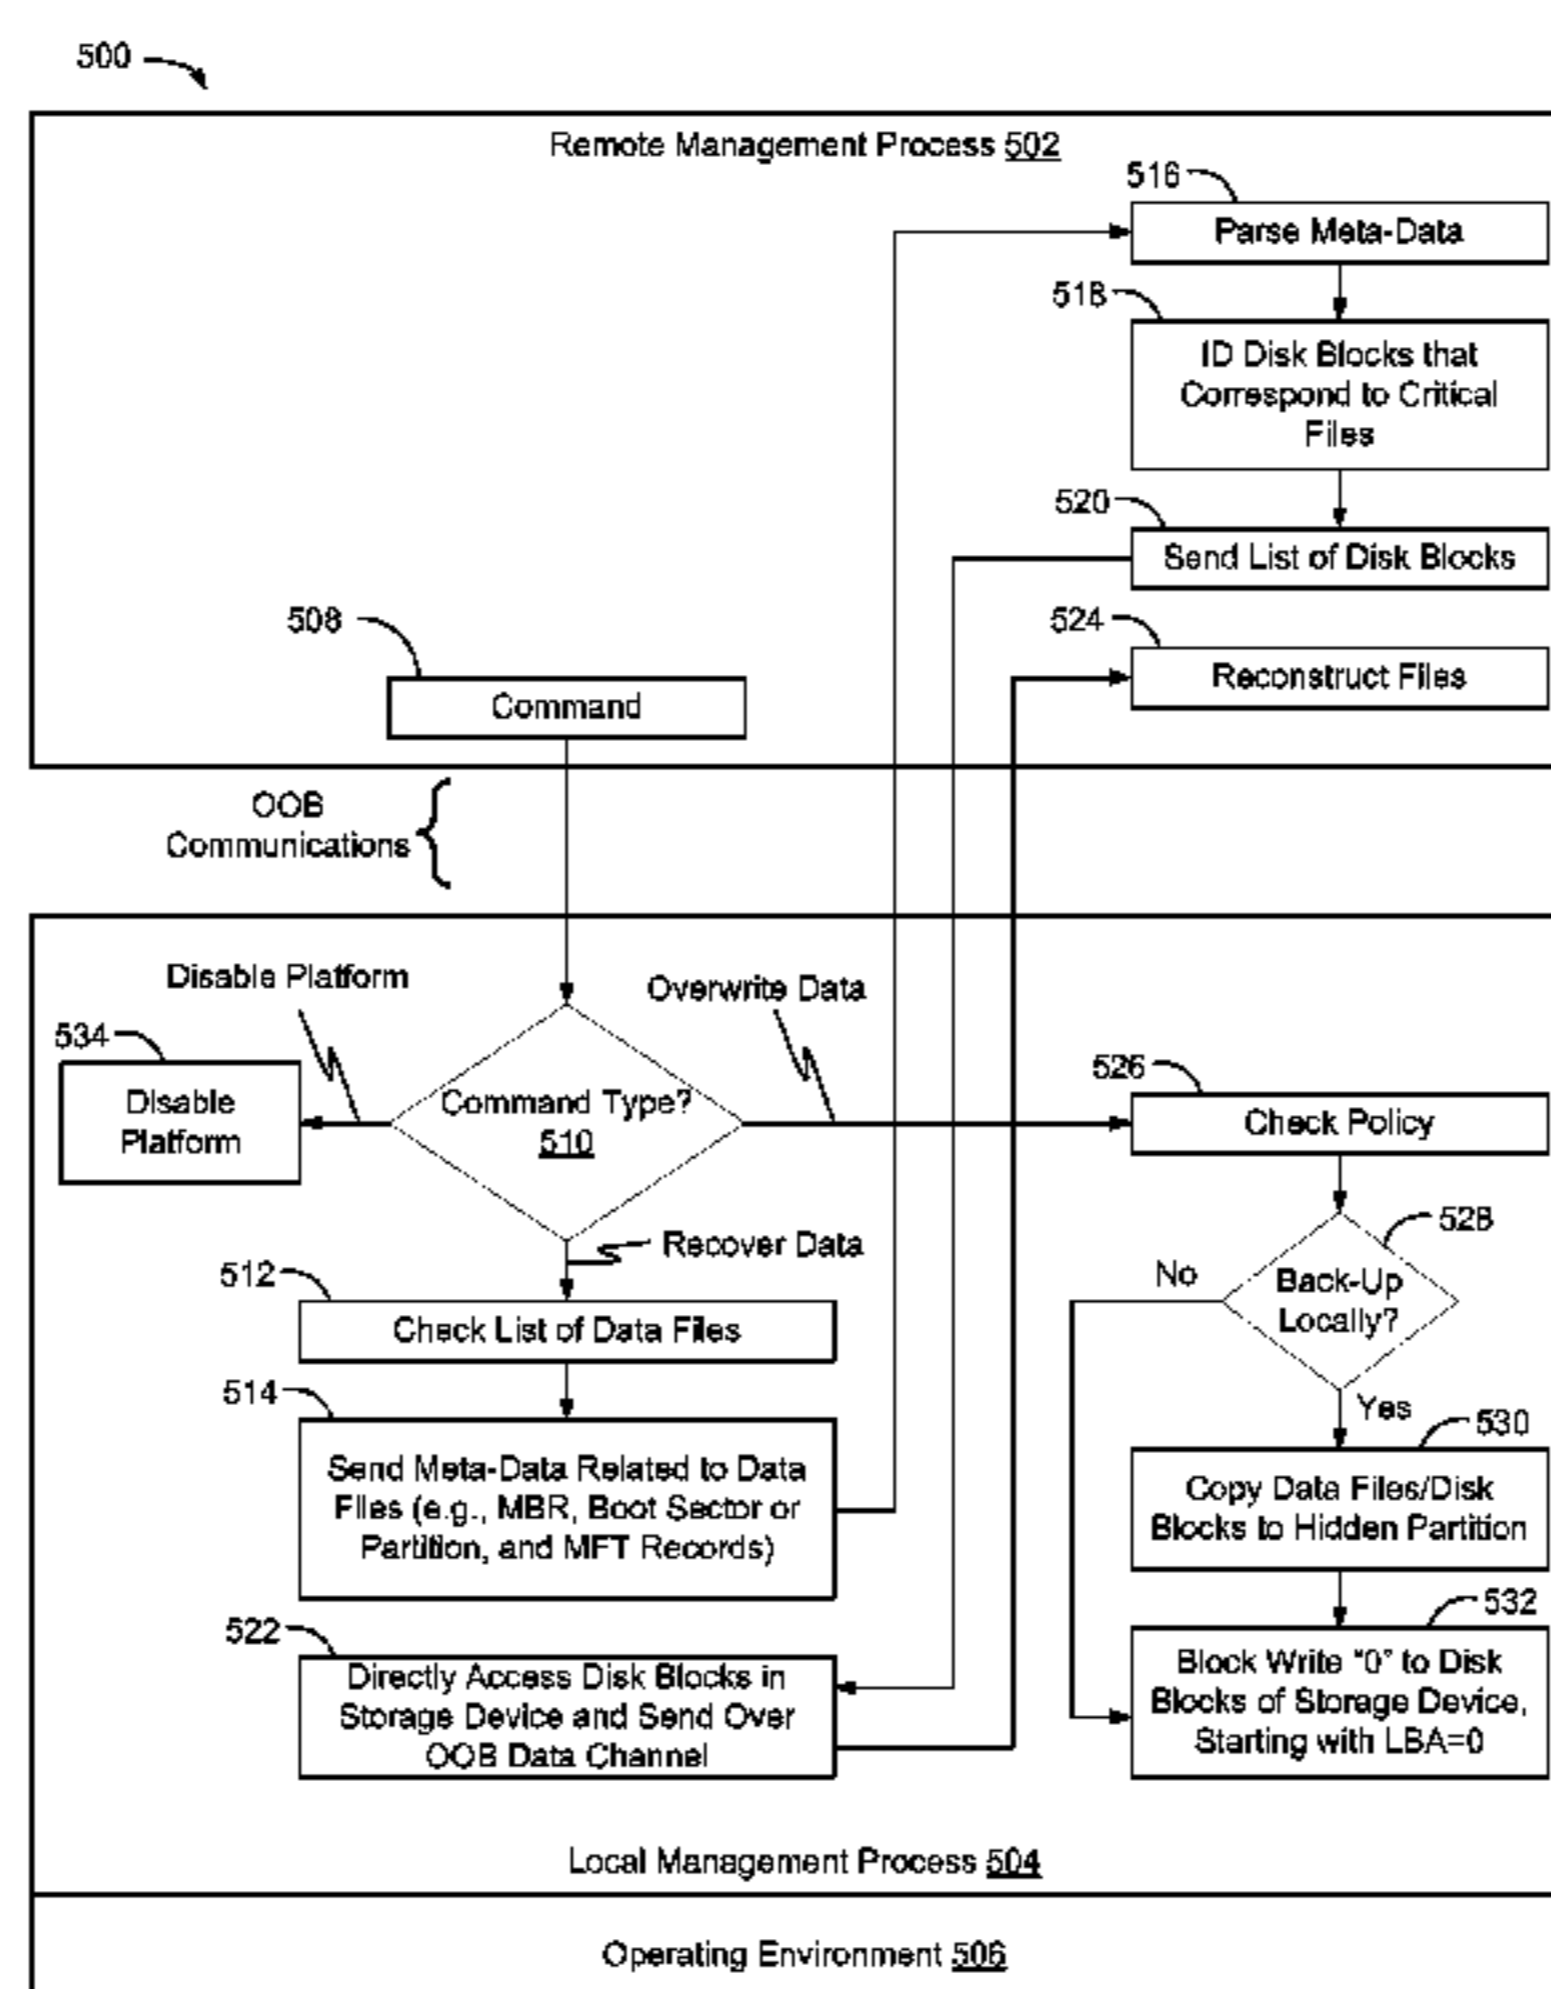 500
Remote Management Process 502
516
Parse Meta-Data
518
ID Disk Blocks that
Correspond to Critical
Files
520
Send List of Disk Blocks
524
Reconstruct Files
508
Command
OOB
Communications
Disable Platform
Overwrite Data
534
Disable
Platform
Command Type?
510
526
Check Policy
Recover Data
528
Back-Up
Locally?
No
Yes
512
Check List of Data Files
514
Send Meta-Data Related to Data
Files (e.g., MBR, Boot Sector or
Partition, and MFT Records)
530
Copy Data Files/Disk
Blocks to Hidden Partition
522
Directly Access Disk Blocks in
Storage Device and Send Over
OOB Data Channel
532
Block Write "0" to Disk
Blocks of Storage Device,
Starting with LBA=0
Local Management Process 504
Operating Environment 506